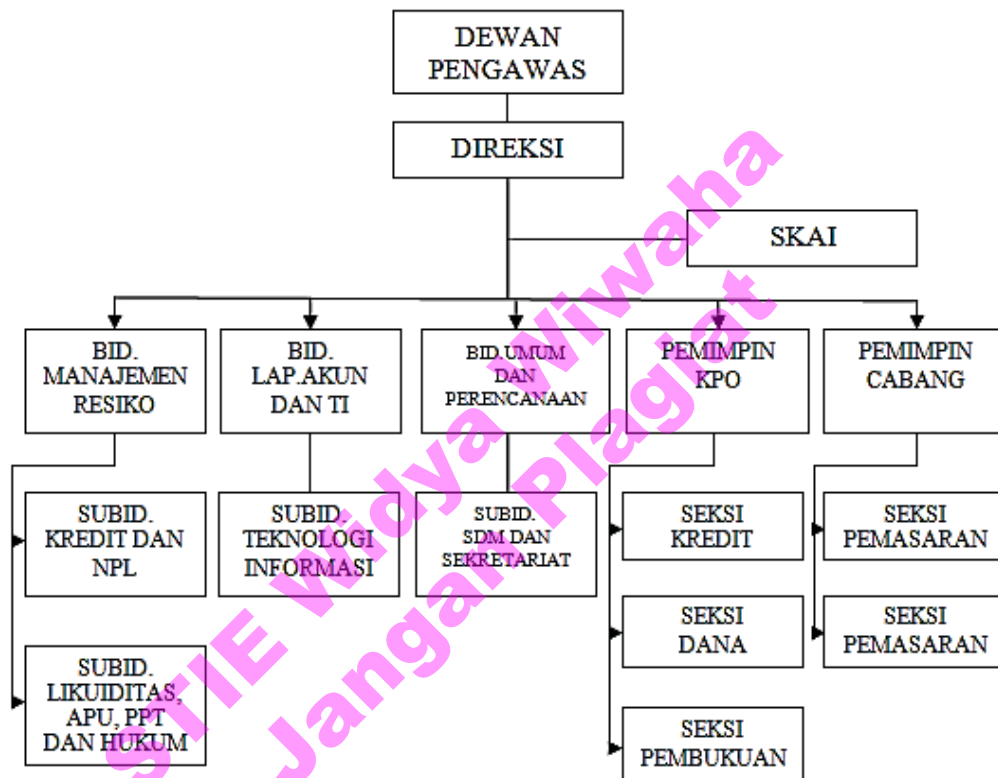 DEWAN
PENGAWAS
DIREKSI
SKAI
BID.
MANAJEMEN
RESIKO
BID.
LAP.AKUN
DAN TI
BID.UMUM
DAN
PERENCANAAN
PEMIMPIN
KPO
PEMIMPIN
CABANG
SUBID.
KREDIT DAN
NPL
SUBID.
TEKNOLOGI
INFORMASI
SUBID.
SDM DAN
SEKRETARIAT
SEKSI
KREDIT
SEKSI
PEMASARAN
SEKSI
DANA
SEKSI
PEMASARAN
SUBID.
LIKUIDITAS,
APU, PPT
DAN HUKUM
SEKSI
PEMBUKUAN
STIE Widya Wiwaha
Jangan Plagiat